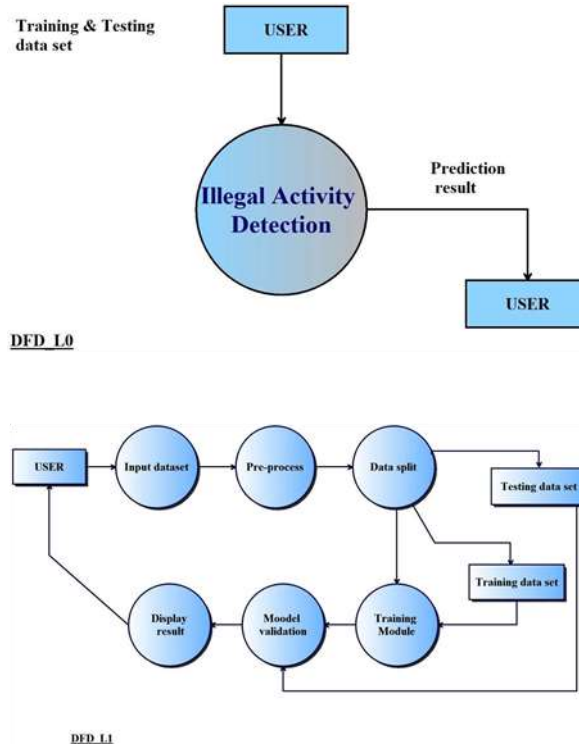 Training & Testing
data set
USER
Illegal Activity
Detection
Prediction
result
USER
DFD_L0
USER
Input dataset
Pre-process
Data split
Testing data set
Training data set
Display
result
Moodel
validation
Training
Module
DFD_L1